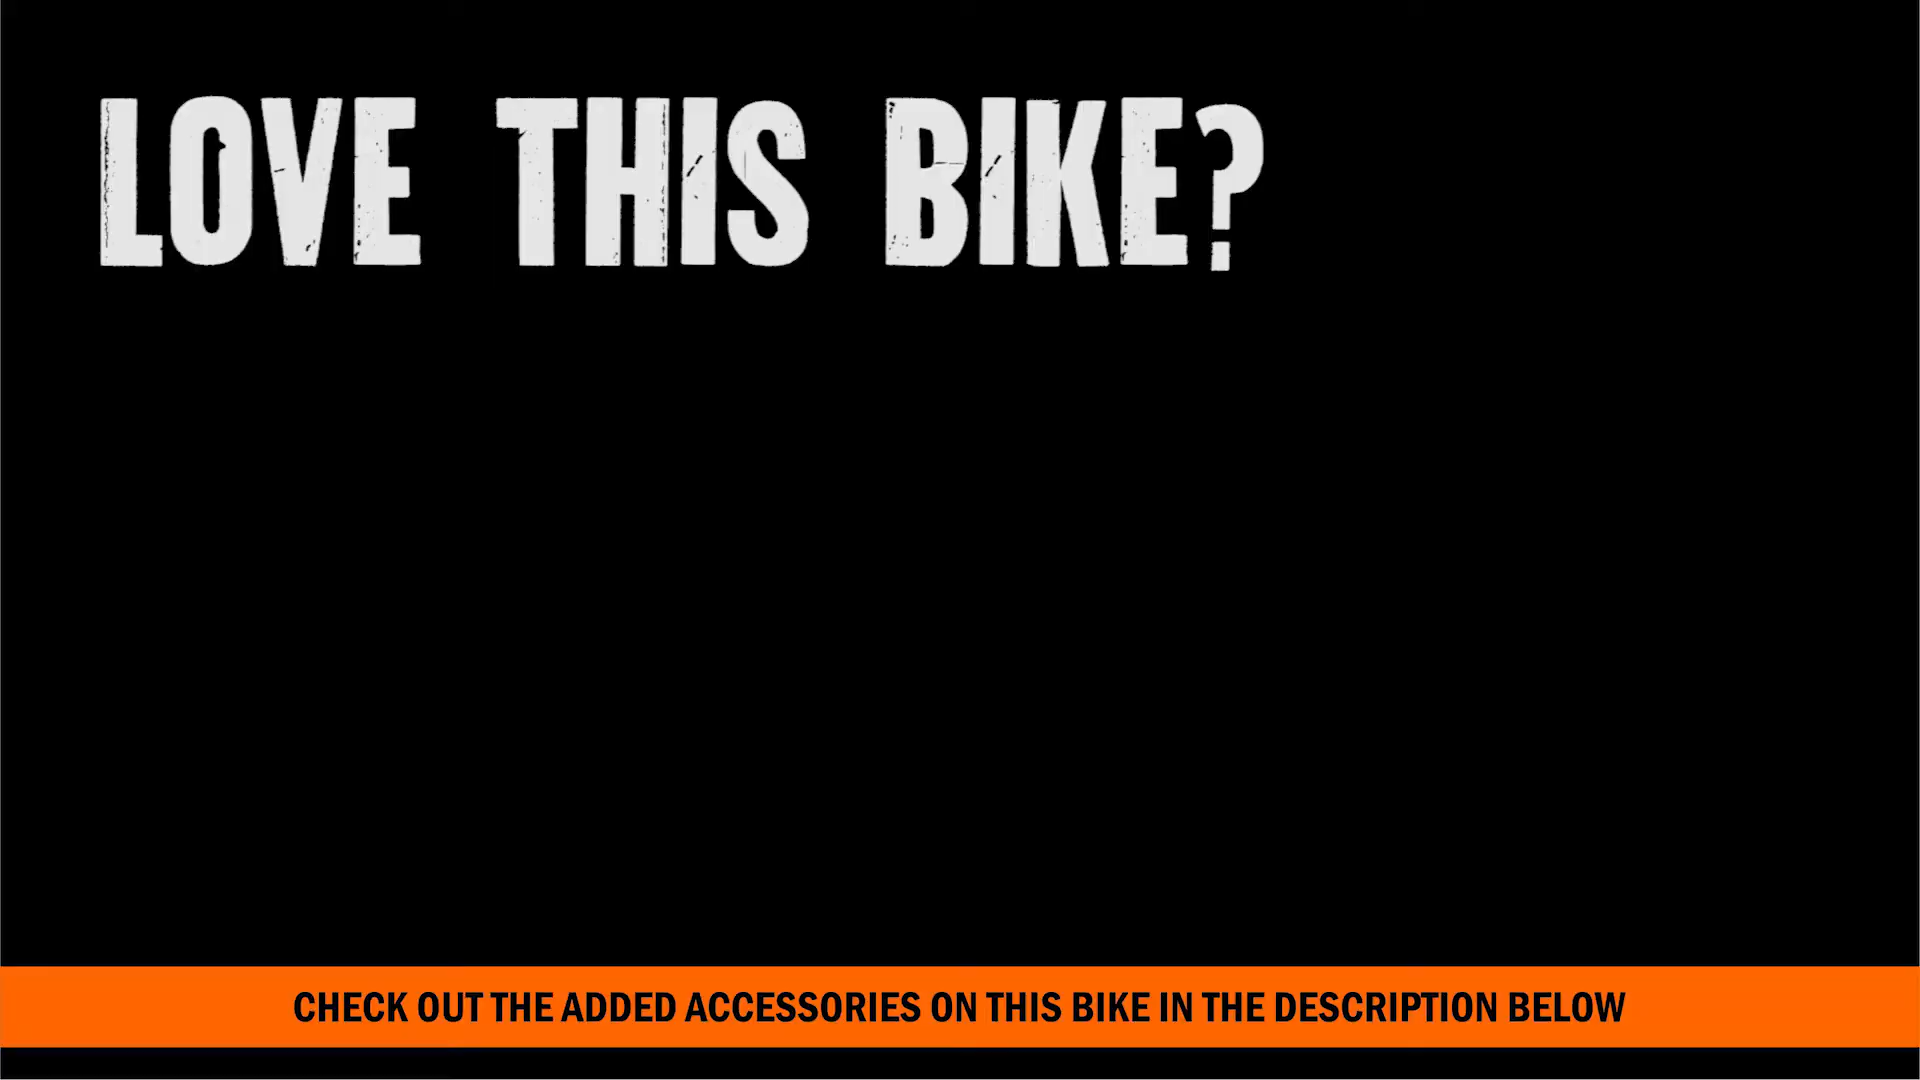 LOVE THIS BIKE?
CHECK OUT THE ADDED ACCESSORIES ON THIS BIKE IN THE DESCRIPTION BELOW